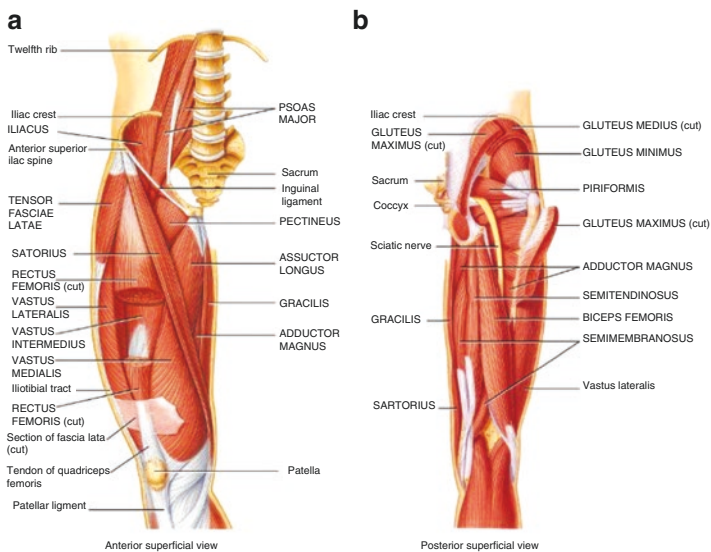 a
Twelfth rib
Iliac crest
ILIACUS
Anterior superior
ilac spine
TENSOR
FASCIAE
LATAE
SATORIUS
RECTUS
FEMORIS (cut)
VASTUS
LATERALIS
VASTUS
INTERMEDIUS
VASTUS
MEDIALIS
Iliotibial tract
RECTUS
FEMORIS (cut)
Section of fascia lata
(cut)
Tendon of quadriceps
femoris
Patellar ligment
PSOAS
MAJOR
Sacrum
Inguinal
ligament
PECTINEUS
ASSUCTOR
LONGUS
GRACILIS
ADDUCTOR
MAGNUS
Patella
Anterior superficial view
b
Iliac crest
GLUTEUS
MAXIMUS (cut)
Sacrum
Coccyx
Sciatic nerve
GRACILIS
SARTORIUS
GLUTEUS MEDIUS (cut)
GLUTEUS MINIMUS
PIRIFORMIS
GLUTEUS MAXIMUS (cut)
ADDUCTOR MAGNUS
SEMITENDINOSUS
BICEPS FEMORIS
SEMIMEMBRANOSUS
Vastus lateralis
Posterior superficial view